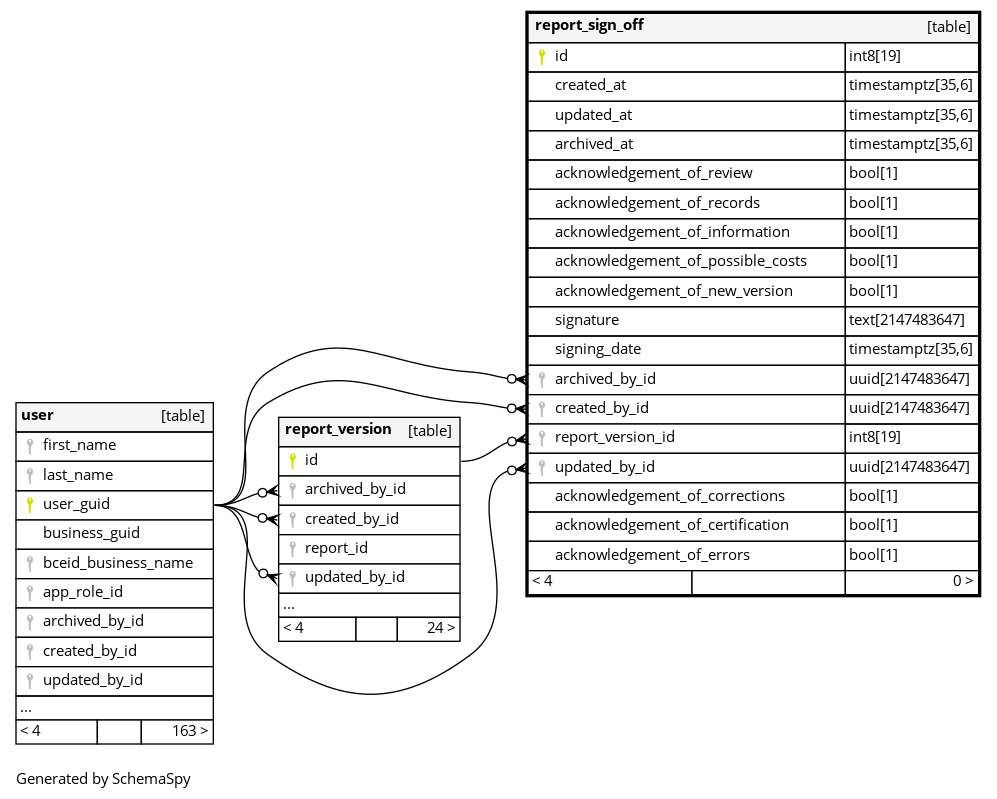 report_sign_off [table]
id int8[19]
created_at timestamptz[35,6]
updated_at timestamptz[35,6]
archived_at timestamptz[35,6]
acknowledgement_of_review bool[1]
acknowledgement_of_records bool[1]
acknowledgement_of_information bool[1]
acknowledgement_of_possible_costs bool[1]
acknowledgement_of_new_version bool[1]
signature text[2147483647]
signing_date timestamptz[35,6]
archived_by_id uuid[2147483647]
created_by_id uuid[2147483647]
report_version_id int8[19]
updated_by_id uuid[2147483647]
acknowledgement_of_corrections bool[1]
acknowledgement_of_certification bool[1]
acknowledgement_of_errors bool[1]
< 4 0 >
user [table]
first_name
last_name
user_guid
business_guid
bceid_business_name
app_role_id
archived_by_id
created_by_id
updated_by_id
...
< 4 163 >
report_version [table]
id
archived_by_id
created_by_id
report_id
updated_by_id
...
< 4 24 >
Generated by SchemaSpy